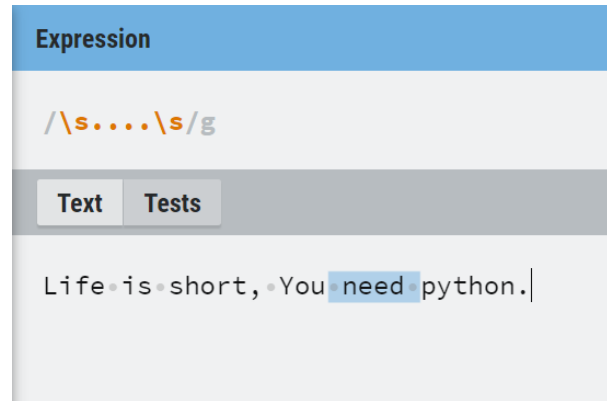 Expression
/\s....\s/g
Text Tests
Life·is·short,·You·need·python.